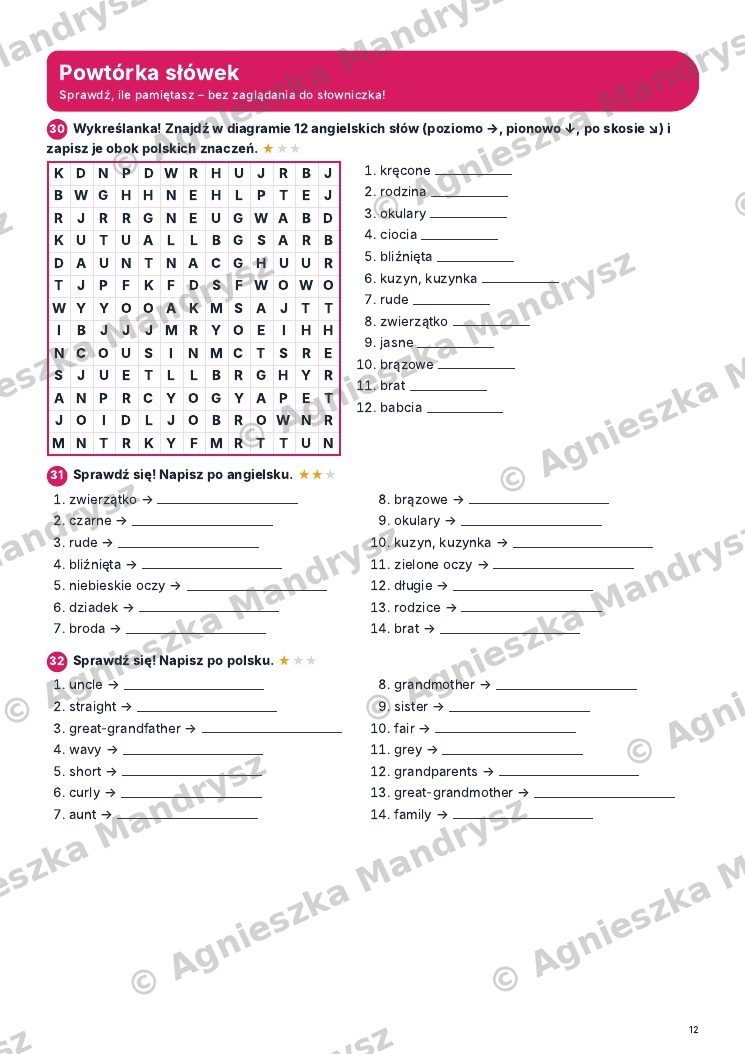 Powtórka słówek
Sprawdź, ile pamiętasz – bez zaglądania do słowniczka!
30 Wykreślanka! Znajdź w diagramie 12 angielskich słów (poziomo →, pionowo ↓, po skosie ↘) i
zapisz je obok polskich znaczeń. ★★★
K D N P D W R H U J R B J
B W G H H N E H L P T E J
R J R R G N E U G W A B D
K U T U A L L B G S A R B
D A U N T N A C G H U U R
T J P F K F D S F W O W O
W Y Y O O A K M S A J T T
I B J J J M R Y O E I H H
N C O U S I N M C T S R E
S J U E T L L B R G H Y R
A N P R C Y O G Y A P E T
J O I D L J O B R O W N R
M N T R K Y F M R T T U N
1. kręcone
2. rodzina
3. okulary
4. ciocia
5. bliźnięta
6. kuzyn, kuzynka
7. rude
8. zwierzątko
9. jasne
10. brązowe
11. brat
12. babcia
31 Sprawdź się! Napisz po angielsku. ★★★
1. zwierzątko →
2. czarne →
3. rude →
4. bliźnięta →
5. niebieskie oczy →
6. dziadek →
7. broda →
8. brązowe →
9. okulary →
10. kuzyn, kuzynka →
11. zielone oczy →
12. długie →
13. rodzice →
14. brat →
32 Sprawdź się! Napisz po polsku. ★★★
1. uncle →
2. straight →
3. great-grandfather →
4. wavy →
5. short →
6. curly →
7. aunt →
8. grandmother →
9. sister →
10. fair →
11. grey →
12. grandparents →
13. great-grandmother →
14. family →
12
© Agnieszka Mandrysz